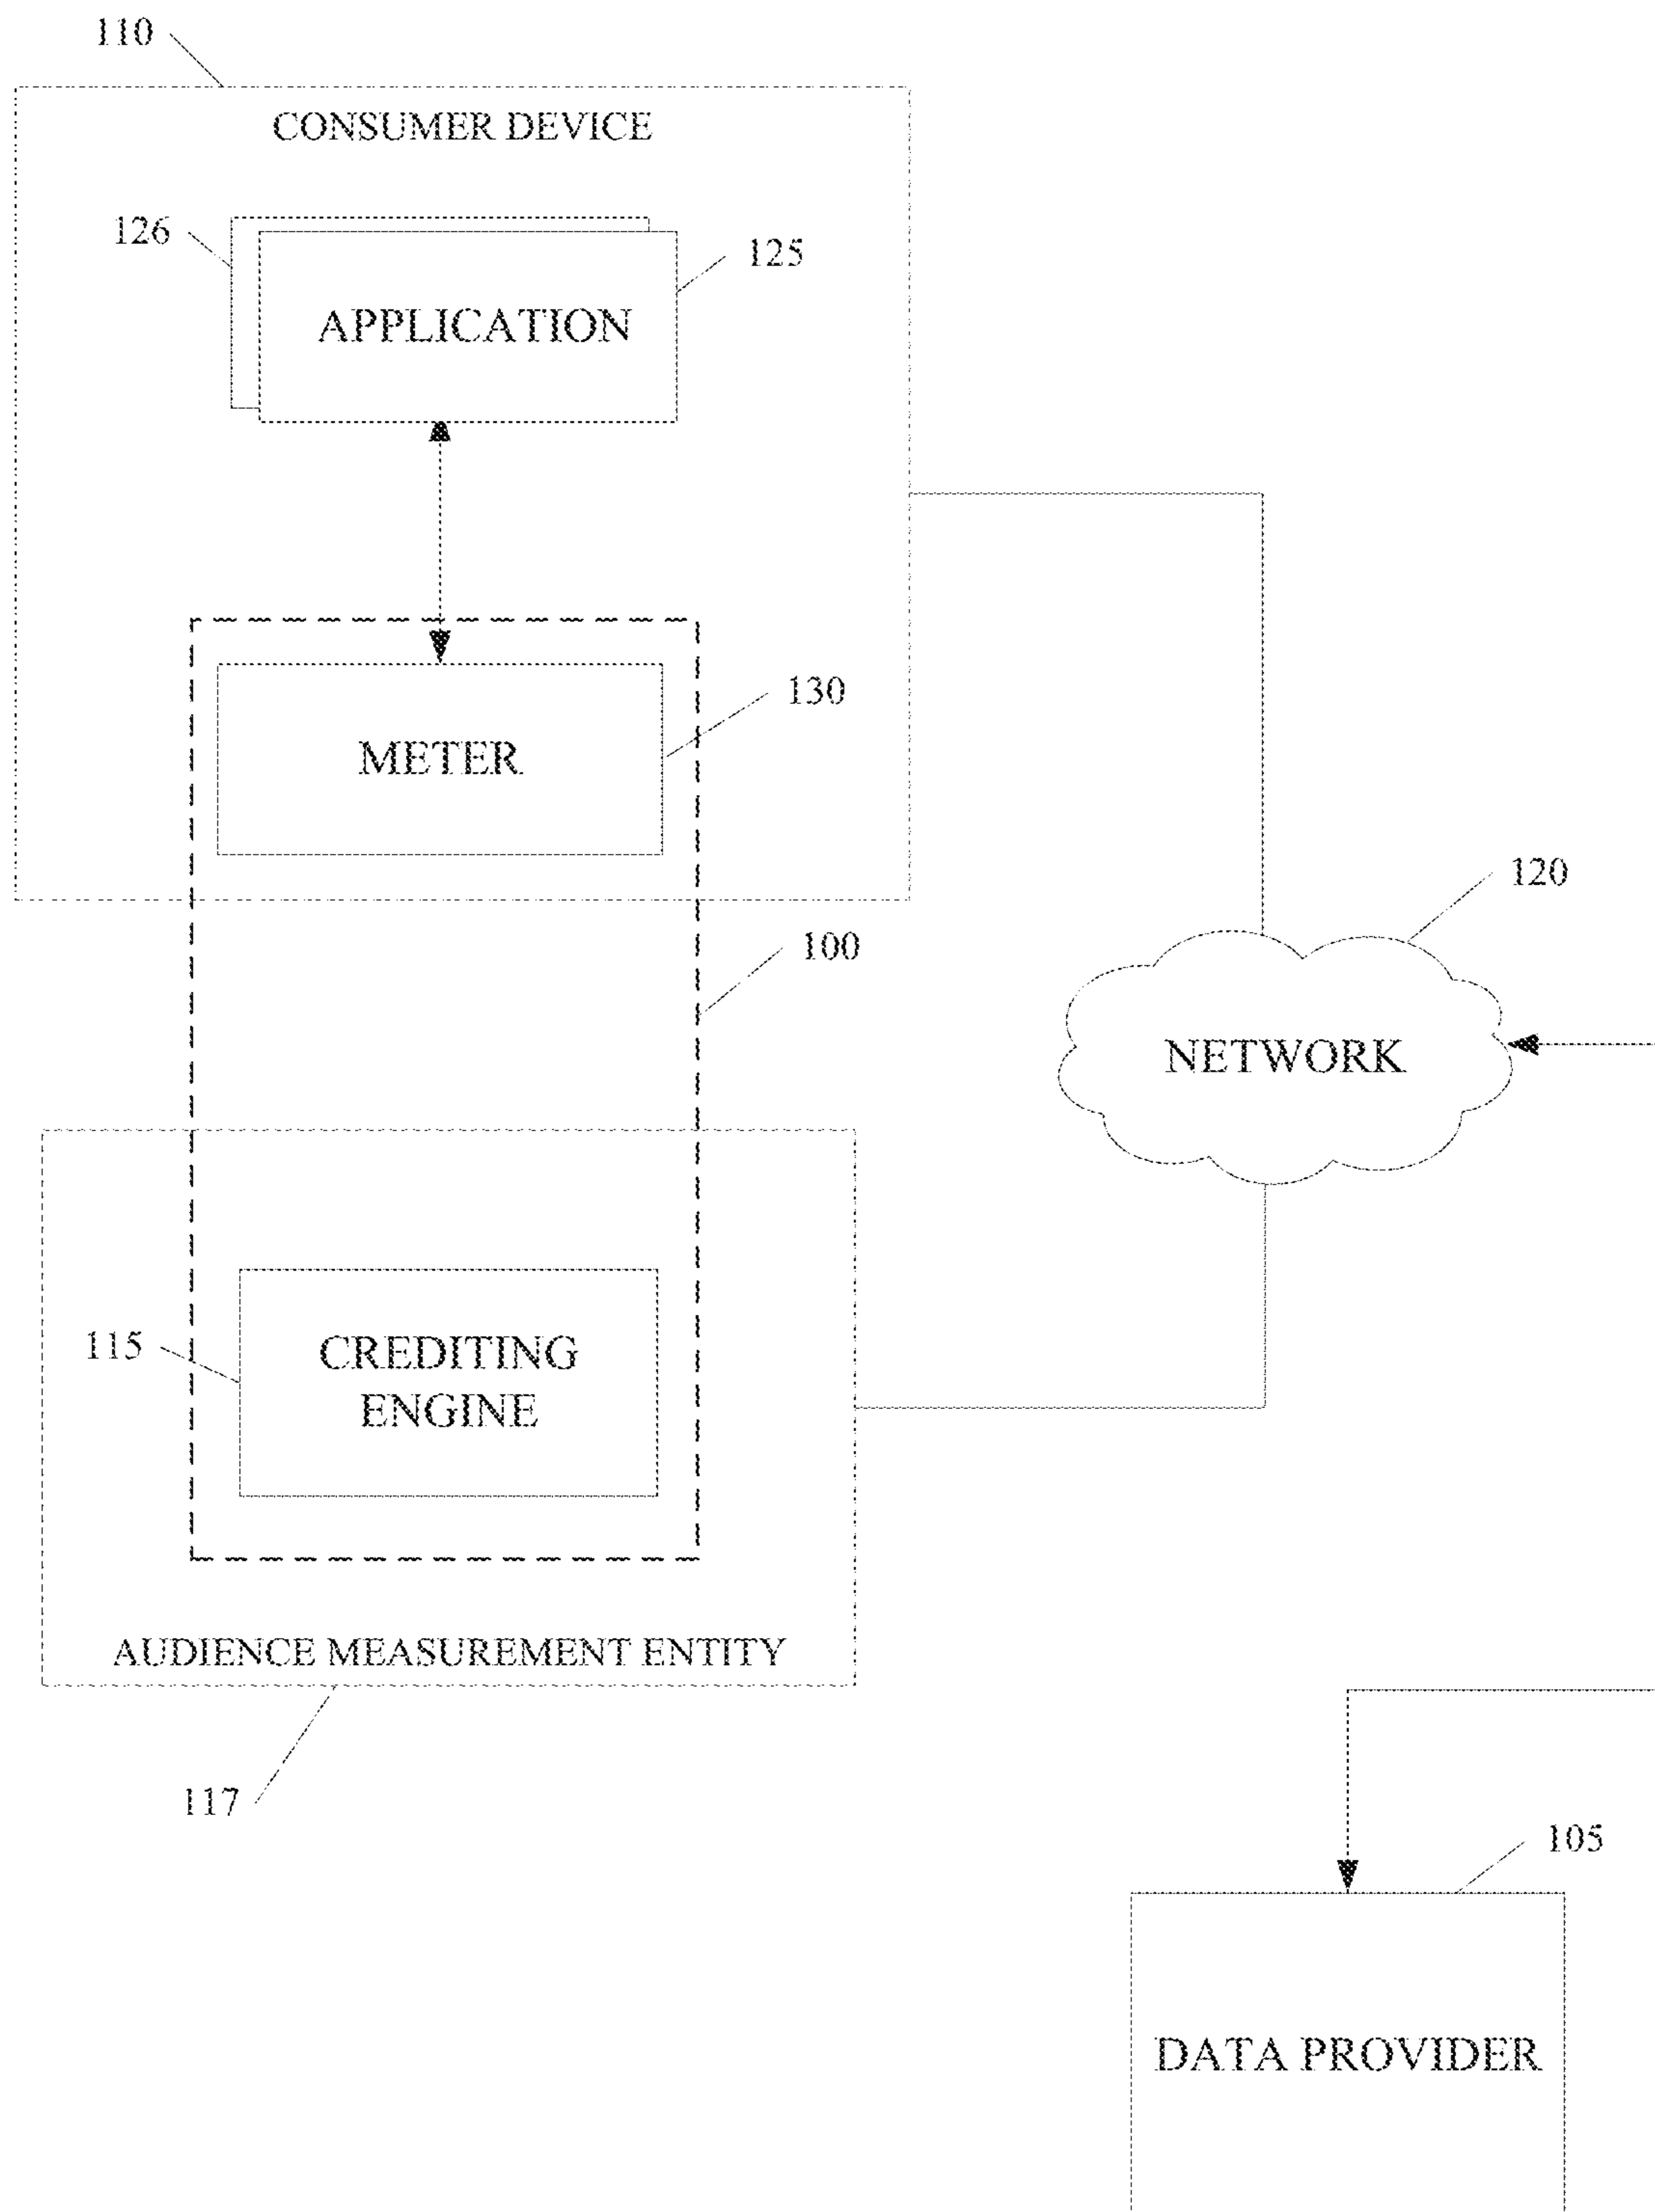 110
CONSUMER DEVICE
126
125
APPLICATION
130
METER
120
100
NETWORK
115
CREDITING
ENGINE
AUDIENCE MEASUREMENT ENTITY
117
105
DATA PROVIDER